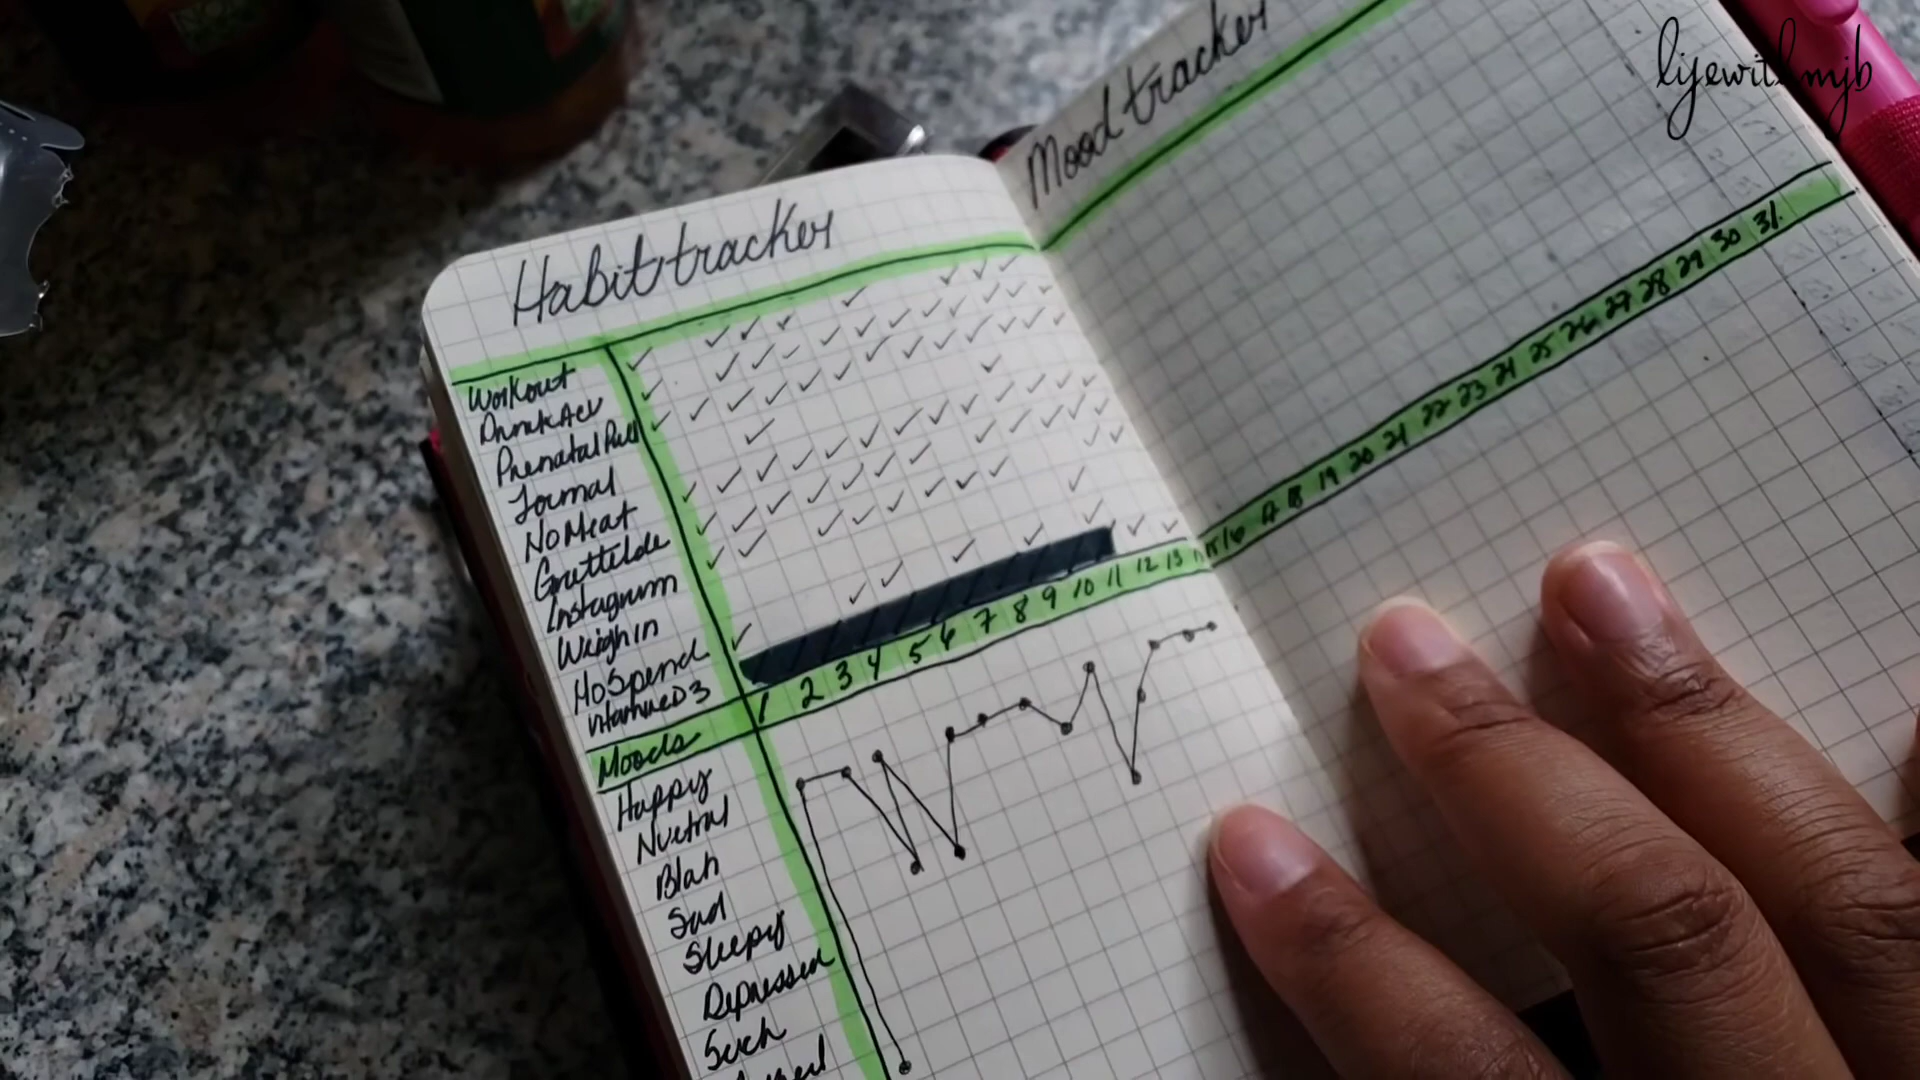 lifewithmjb
Mood tracker
Habit tracker
Workout
Drink ACV
Prenatal Pill
Journal
No Meat
Instagram
Weigh in
No Spend
Vitamin D3
1 2 3 4 5 6 7 8 9 10 11 12 13 15 16 17 18 19 20 21 22 23 24 25 26 27 28 29 30 31
Moods
Happy
Nuetral
Blah
Sad
Sleepy
Depressed